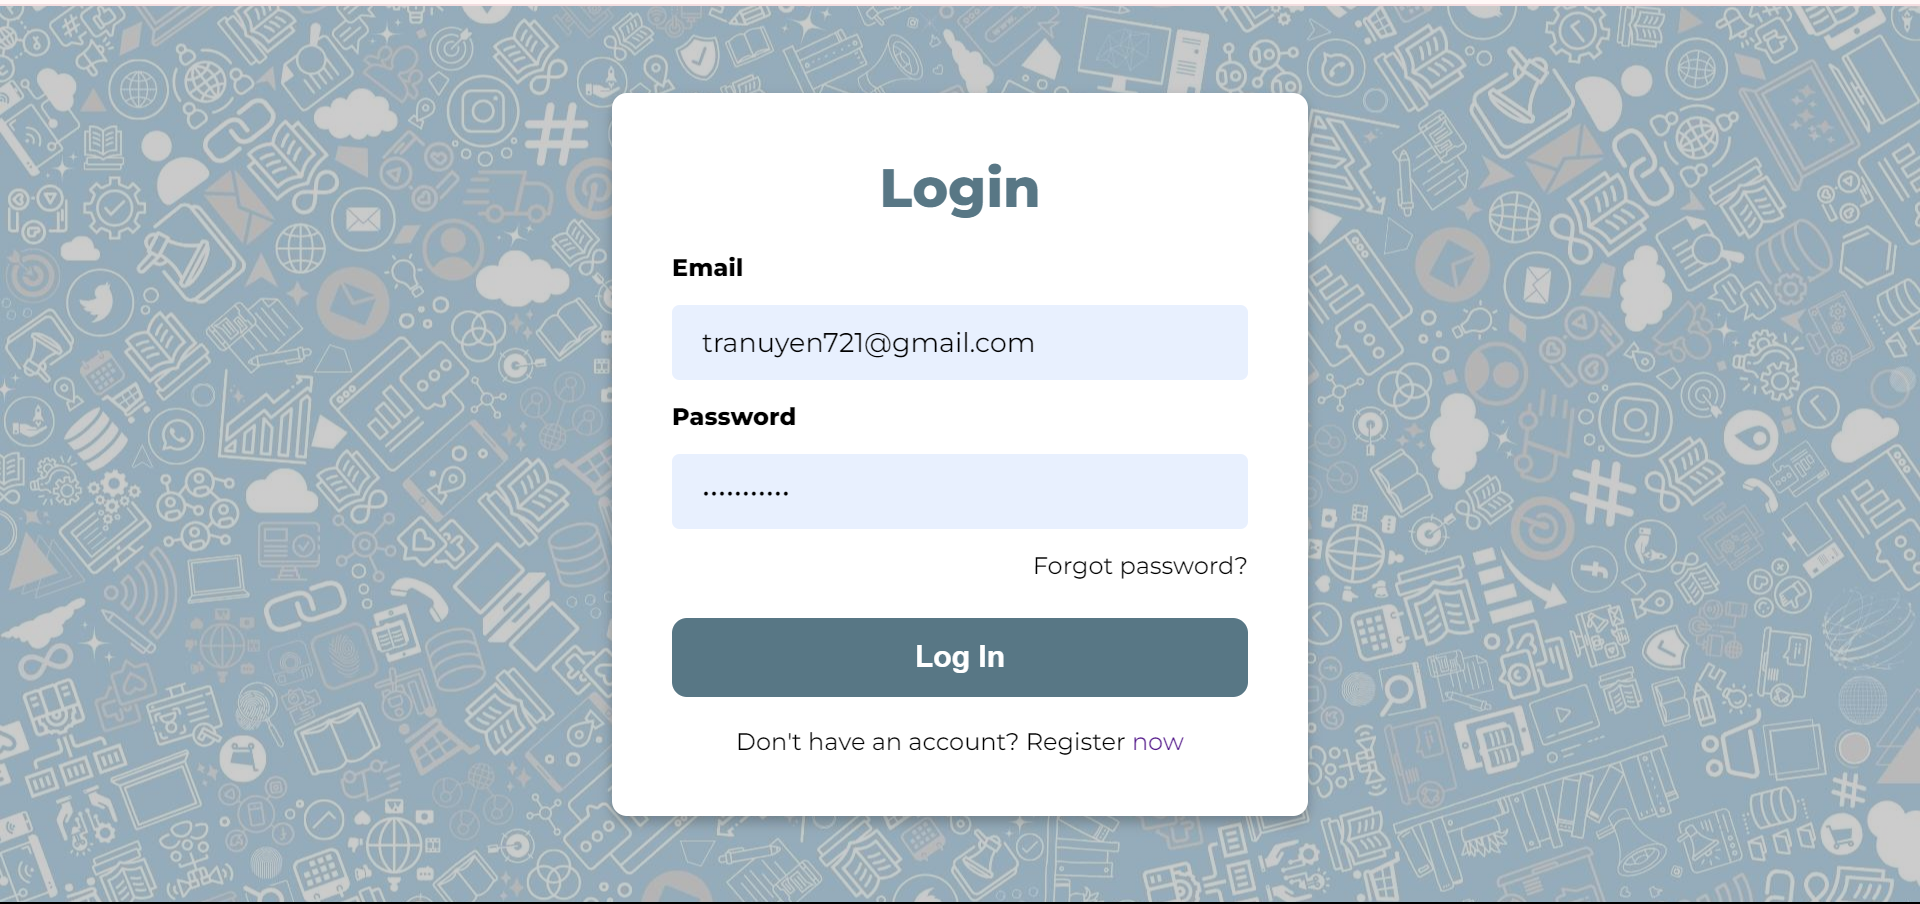 Login
Email
tranuyen721@gmail.com
Password
•••••••••••
Forgot password?
Log In
Don't have an account? Register now